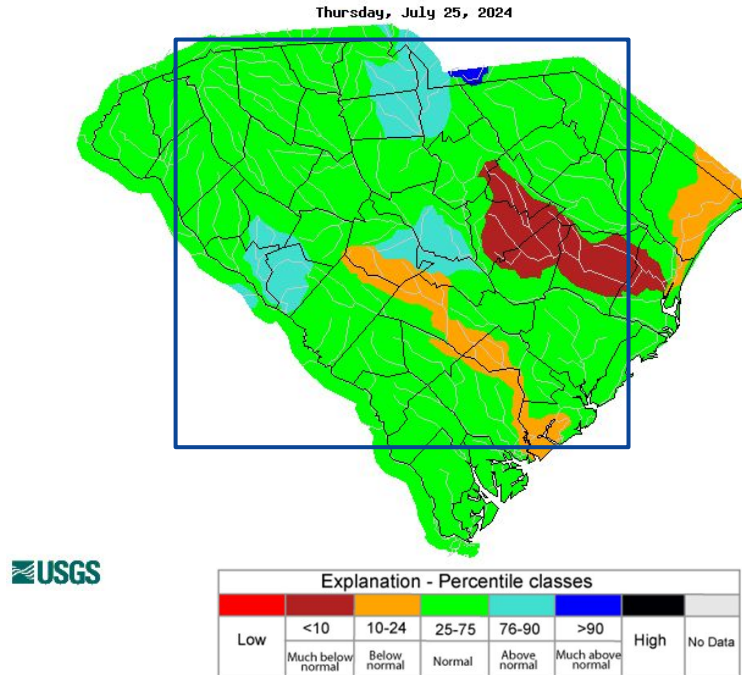 Thursday, July 25, 2024
USGS
Explanation - Percentile classes
Low <10 10-24 25-75 76-90 >90 High No Data
Much below normal Below normal Normal Above normal Much above normal